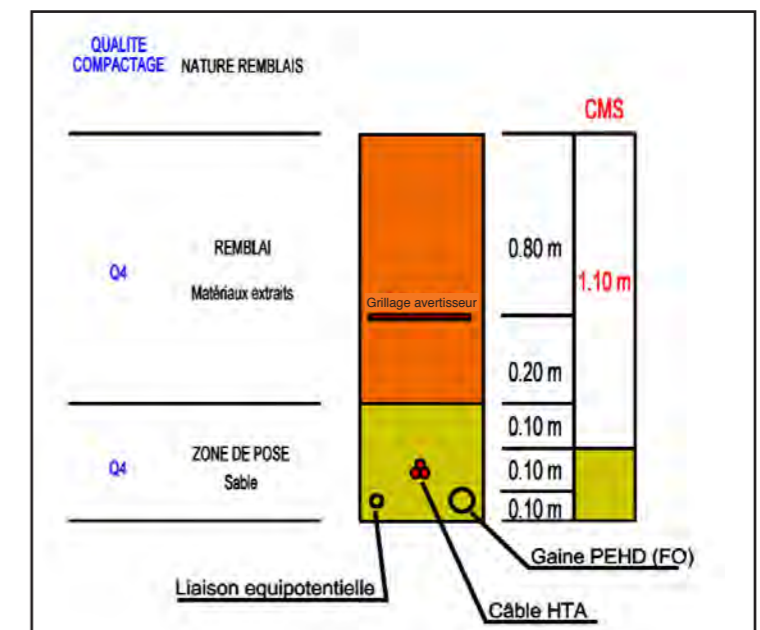 QUALITE
COMPACTAGE NATURE REMBLAIS
CMS
REMBLAI
0.80 m
Q4
Matériaux extraits
1.10 m
Grillage avertisseur
0.20 m
0.10 m
ZONE DE POSE
Q4
Sable
0.10 m
0.10 m
Gaine PEHD (FO)
Liaison equipotentielle
Câble HTA